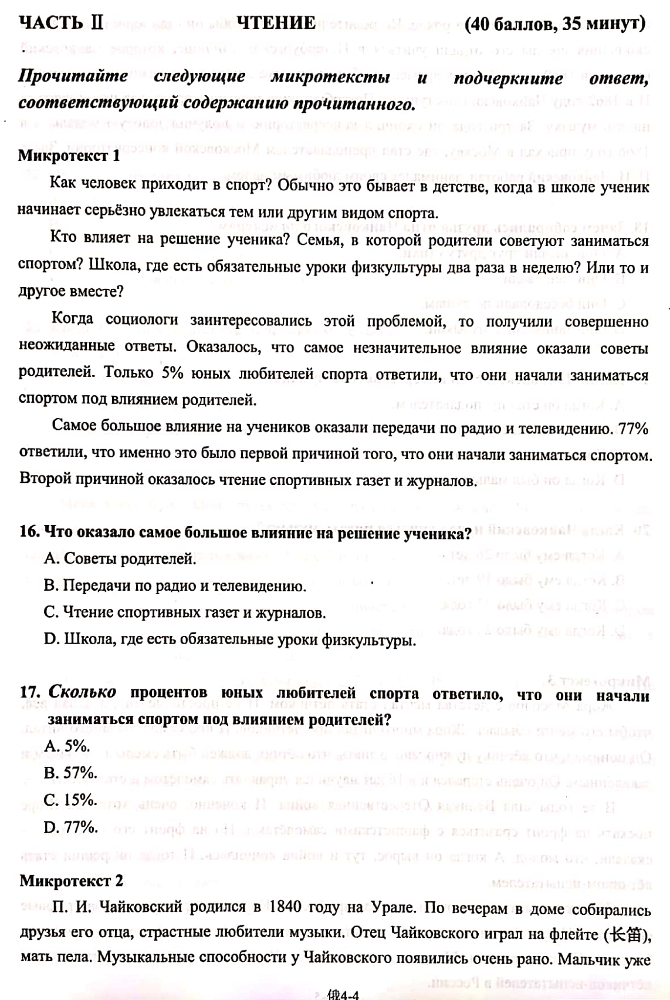 ЧАСТЬ II ЧТЕНИЕ (40 баллов, 35 минут)
Прочитайте следующие микротексты и подчеркните ответ,
соответствующий содержанию прочитанного.
Микротекст 1
Как человек приходит в спорт? Обычно это бывает в детстве, когда в школе ученик
начинает серьёзно увлекаться тем или другим видом спорта.
Кто влияет на решение ученика? Семья, в которой родители советуют заниматься
спортом? Школа, где есть обязательные уроки физкультуры два раза в неделю? Или то и
другое вместе?
Когда социологи заинтересовались этой проблемой, то получили совершенно
неожиданные ответы. Оказалось, что самое незначительное влияние оказали советы
родителей. Только 5% юных любителей спорта ответили, что они начали заниматься
спортом под влиянием родителей.
Самое большое влияние на учеников оказали передачи по радио и телевидению. 77%
ответили, что именно это было первой причиной того, что они начали заниматься спортом.
Второй причиной оказалось чтение спортивных газет и журналов.
16. Что оказало самое большое влияние на решение ученика?
A. Советы родителей.
B. Передачи по радио и телевидению.
C. Чтение спортивных газет и журналов.
D. Школа, где есть обязательные уроки физкультуры.
17. Сколько процентов юных любителей спорта ответило, что они начали
заниматься спортом под влиянием родителей?
A. 5%.
B. 57%.
C. 15%.
D. 77%.
Микротекст 2
П. И. Чайковский родился в 1840 году на Урале. По вечерам в доме собирались
друзья его отца, страстные любители музыки. Отец Чайковского играл на флейте (长笛),
мать пела. Музыкальные способности у Чайковского появились очень рано. Мальчик уже
俄4-4